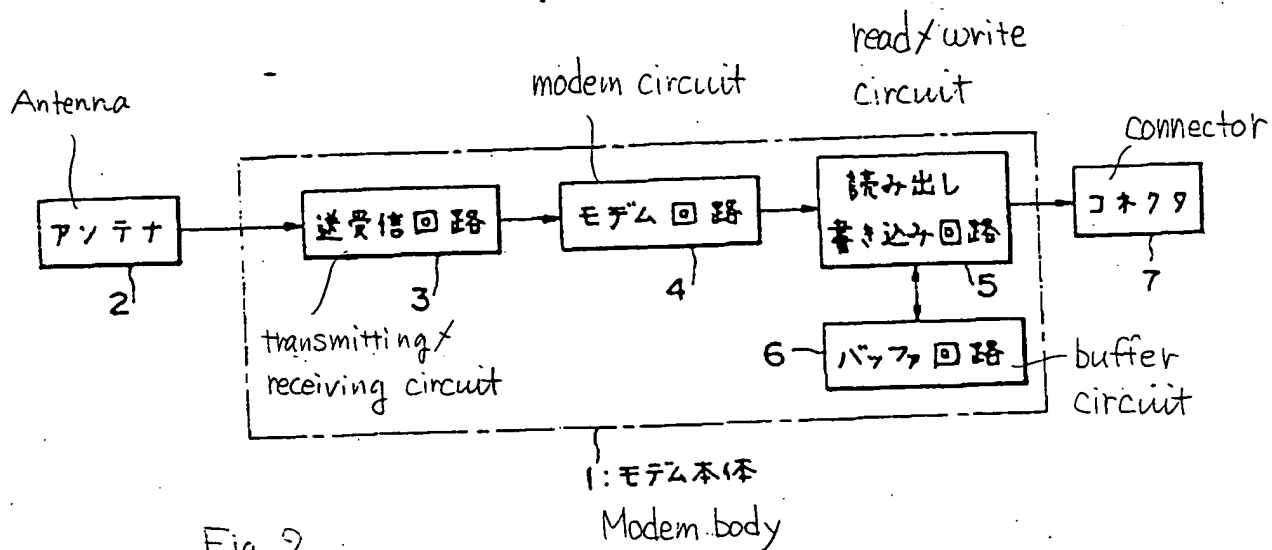 read/write
circuit
modem circuit
Antenna
connector
アンテナ
2
送受信回路
3
transmitting/
receiving circuit
モデム回路
4
読み出し
書き込み回路
5
コネクタ
7
6
バッファ回路
buffer
circuit
1:モデム本体
Modem body